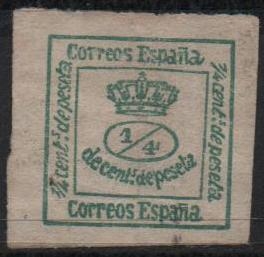 Correos España
¼ cent.ˢ de peseta
¼ cent.ˢ de peseta
1/4
de cent.ˢ de peseta
Correos España